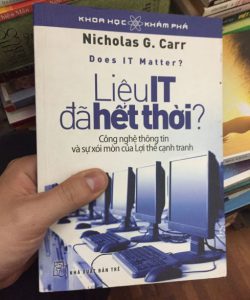 KHOA HỌC KHÁM PHÁ
Nicholas G. Carr
Does IT Matter?
Liệu IT
đã hết thời?
Công nghệ thông tin
và sự xói mòn của Lợi thế cạnh tranh
NHÀ XUẤT BẢN TRẺ